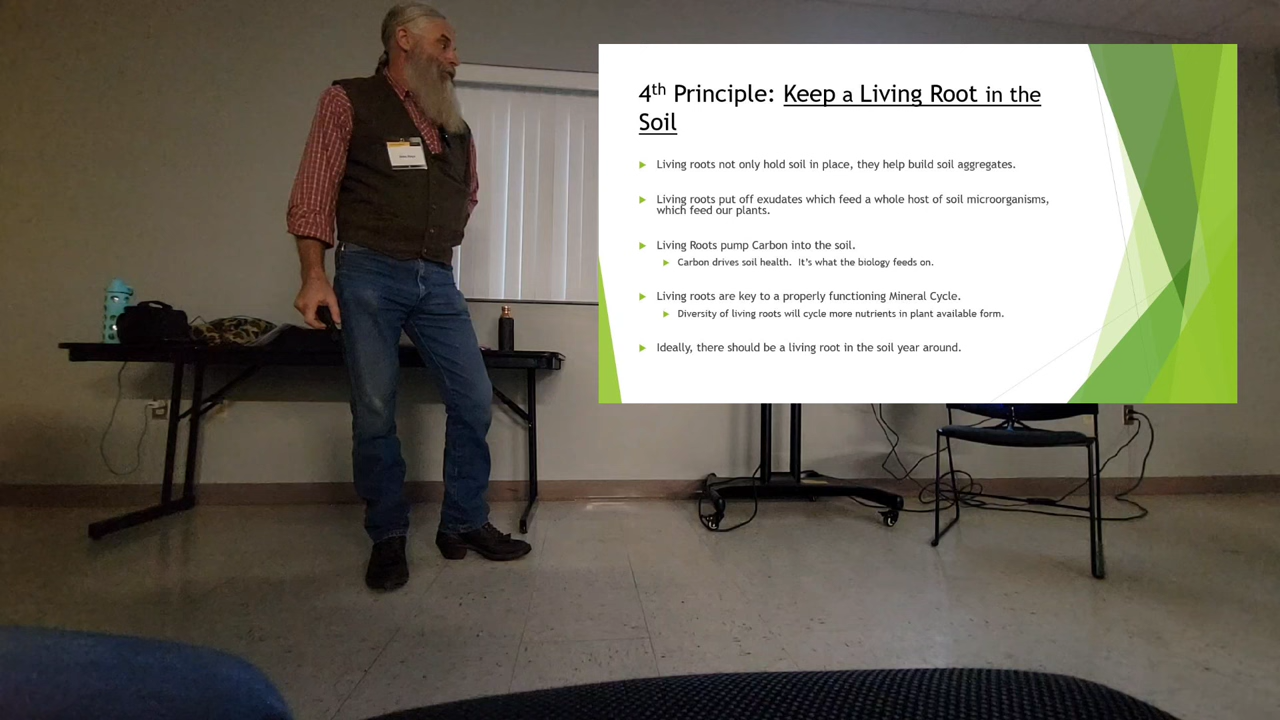 4th Principle: Keep a Living Root in the
Soil
Living roots not only hold soil in place, they help build soil aggregates.
Living roots put off exudates which feed a whole host of soil microorganisms,
which feed our plants.
Living Roots pump Carbon into the soil.
Carbon drives soil health. It's what the biology feeds on.
Living roots are key to a properly functioning Mineral Cycle.
Diversity of living roots will cycle more nutrients in plant available form.
Ideally, there should be a living root in the soil year around.